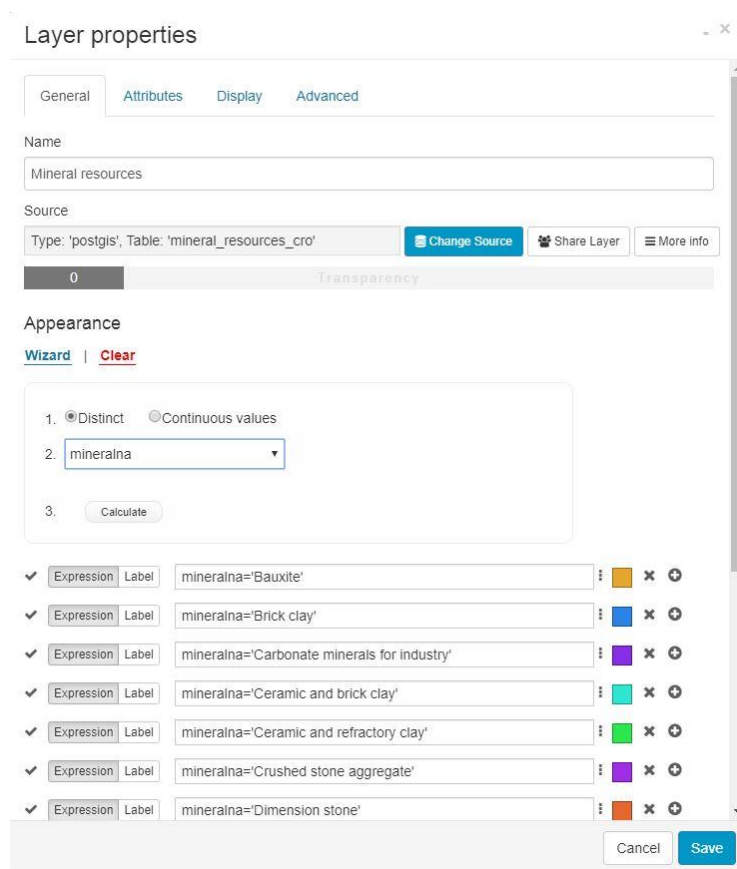 Layer properties
General Attributes Display Advanced
Name
Mineral resources
Source
Type: 'postgis', Table: 'mineral_resources_cro' Change Source Share Layer More info
0 Transparency
Appearance
Wizard | Clear
1. Distinct Continuous values
2. mineralna
3. Calculate
Expression Label mineralna='Bauxite'
Expression Label mineralna='Brick clay'
Expression Label mineralna='Carbonate minerals for industry'
Expression Label mineralna='Ceramic and brick clay'
Expression Label mineralna='Ceramic and refractory clay'
Expression Label mineralna='Crushed stone aggregate'
Expression Label mineralna='Dimension stone'
Cancel Save